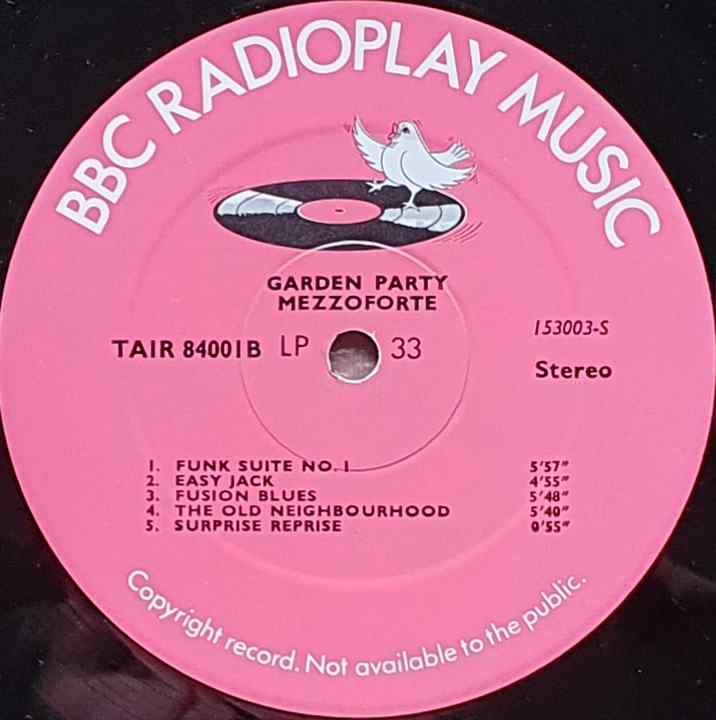 BBC RADIOPLAY MUSIC
GARDEN PARTY
MEZZOFORTE
153003-S
TAIR 84001B LP 33
Stereo
1. FUNK SUITE NO. 1 5'57"
2. EASY JACK 4'55"
3. FUSION BLUES 5'48"
4. THE OLD NEIGHBOURHOOD 5'40"
5. SURPRISE REPRISE 0'55"
Copyright record. Not available to the public.